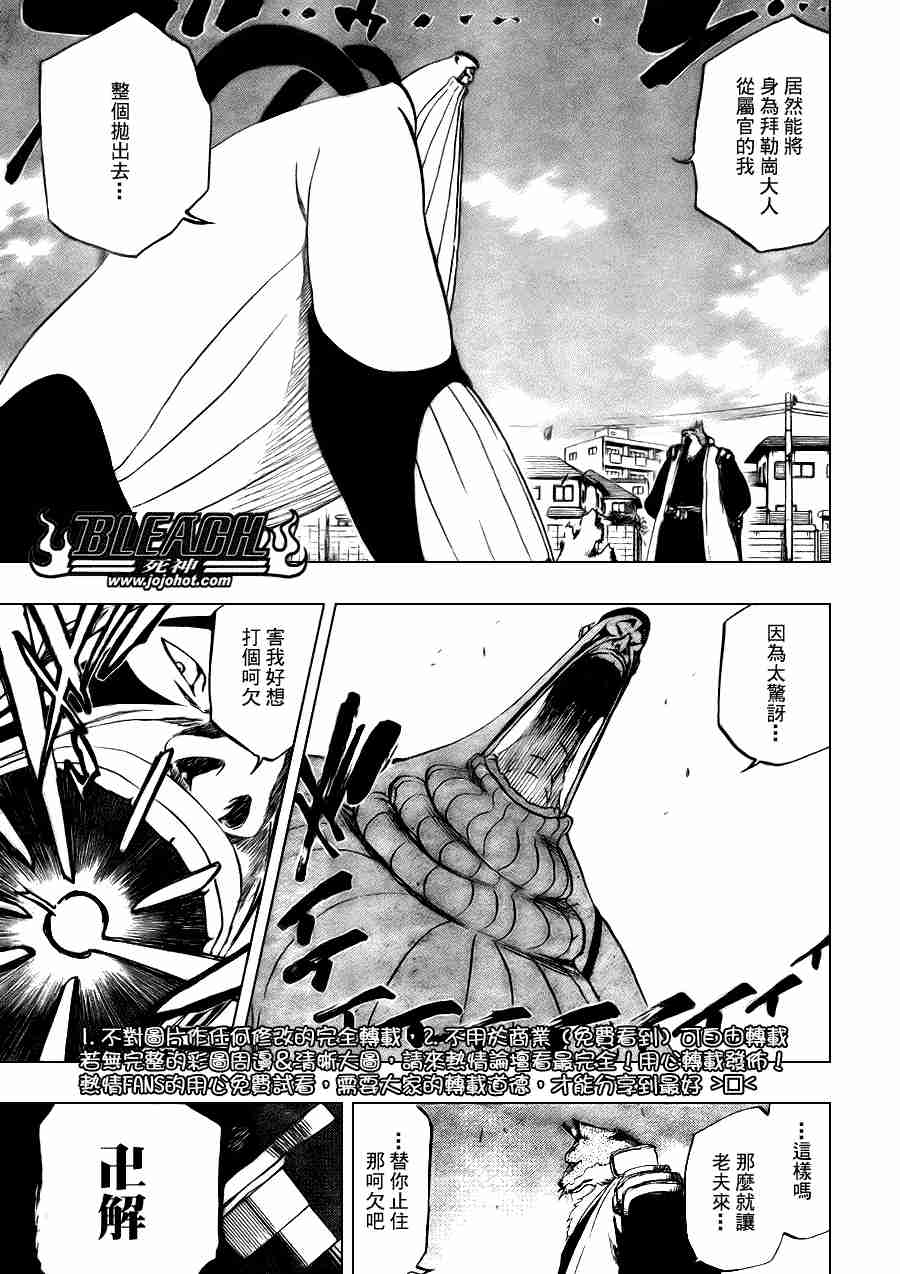 居然能將
身為拜勒崗大人
從屬官的我
整個拋出去…
BLEACH
死神
www.jojohot.com
因為太驚訝…
害我好想
打個呵欠
1. 不對圖片作任何修改的完全轉載！2. 不用於商業（免費看到）可自由轉載
若無完整的彩圖周漫&清晰大圖，請來熱情論壇看最完全！用心轉載發佈！
熱情FANS的用心免費試看，需要大家的轉載道德，才能分享到最好 >口<
…這樣嗎
那麼就讓
老夫來…
…替你止住
那呵欠吧
卍解